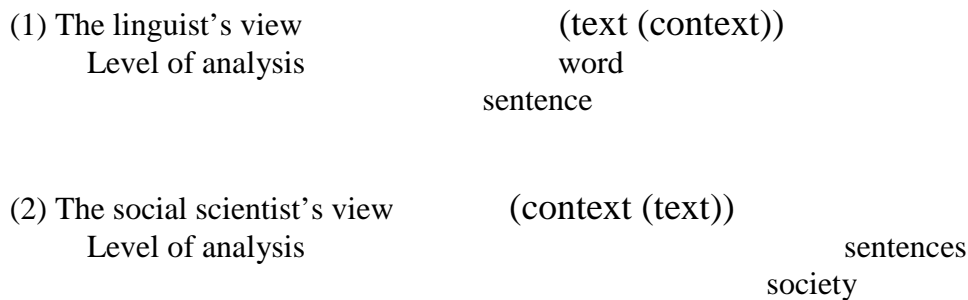 (1) The linguist’s view (text (context))
Level of analysis word
sentence
(2) The social scientist’s view (context (text))
Level of analysis sentences
society